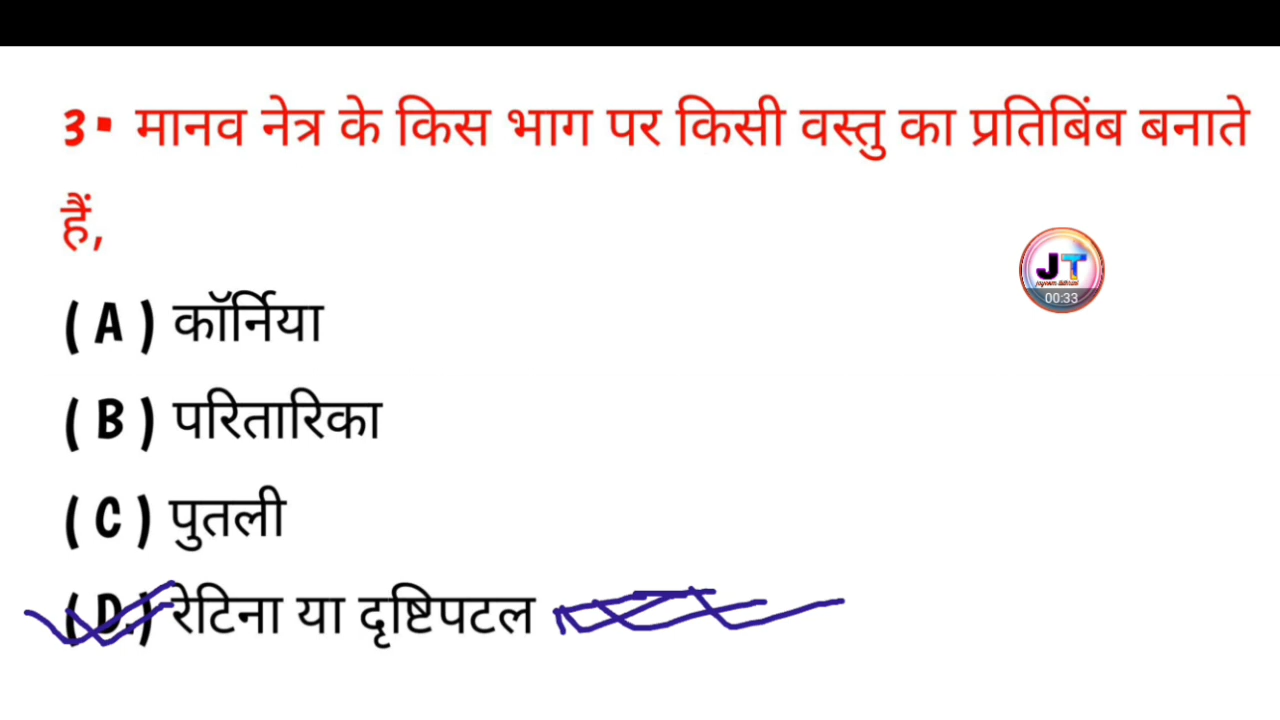 3▪ मानव नेत्र के किस भाग पर किसी वस्तु का प्रतिबिंब बनाते
हैं,
JT
00:33
( A ) कॉर्निया
( B ) परितारिका
( C ) पुतली
( D.) रेटिना या दृष्टिपटल